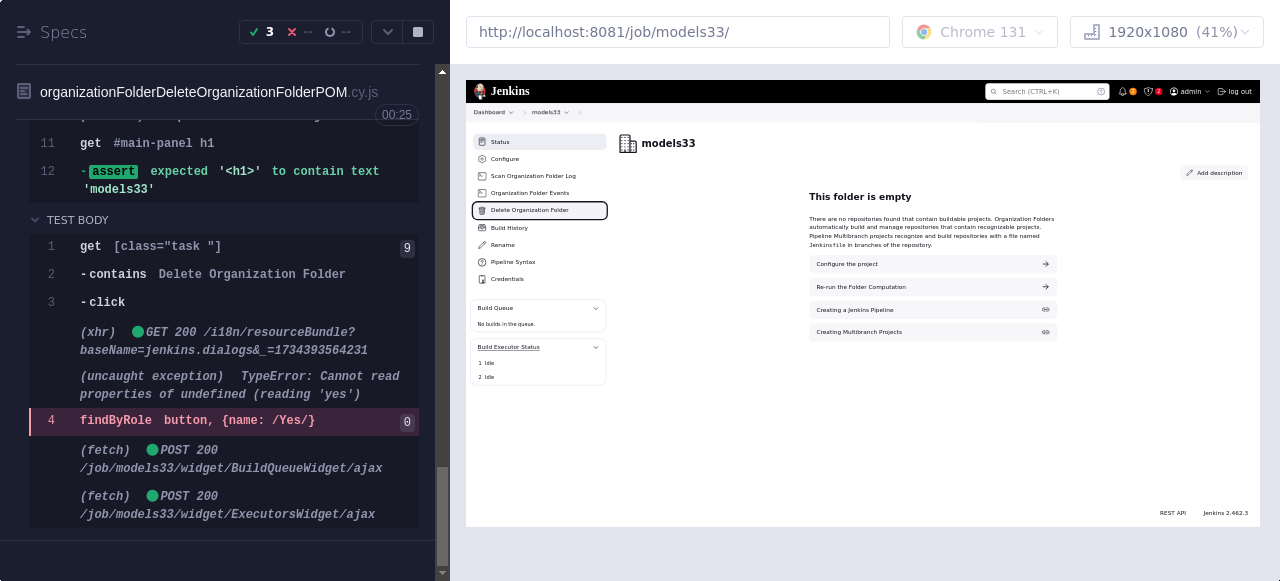 Specs
3
--
--
organizationFolderDeleteOrganizationFolderPOM.cy.js
00:25
11 get #main-panel h1
12 -assert expected '<h1>' to contain text
'models33'
TEST BODY
1 get [class="task "] 9
2 -contains Delete Organization Folder
3 -click
(xhr) GET 200 /i18n/resourceBundle?
baseName=jenkins.dialogs&_=1734393564231
(uncaught exception) TypeError: Cannot read
properties of undefined (reading 'yes')
4 findByRole button, {name: /Yes/} 0
(fetch) POST 200
/job/models33/widget/BuildQueueWidget/ajax
(fetch) POST 200
/job/models33/widget/ExecutorsWidget/ajax
http://localhost:8081/job/models33/
Chrome 131
1920x1080 (41%)
Jenkins
Search (CTRL+K)
admin
log out
Dashboard
models33
Status
Configure
Scan Organization Folder Log
Organization Folder Events
Delete Organization Folder
Build History
Rename
Pipeline Syntax
Credentials
Build Queue
No builds in the queue.
Build Executor Status
1 Idle
2 Idle
models33
Add description
This folder is empty
There are no repositories found that contain buildable projects. Organization Folders
automatically build and manage repositories that contain recognizable projects.
Pipeline Multibranch projects recognize and build repositories with a file named
Jenkinsfile in branches of the repository.
Configure the project
Re-run the Folder Computation
Creating a Jenkins Pipeline
Creating Multibranch Projects
REST API
Jenkins 2.462.3